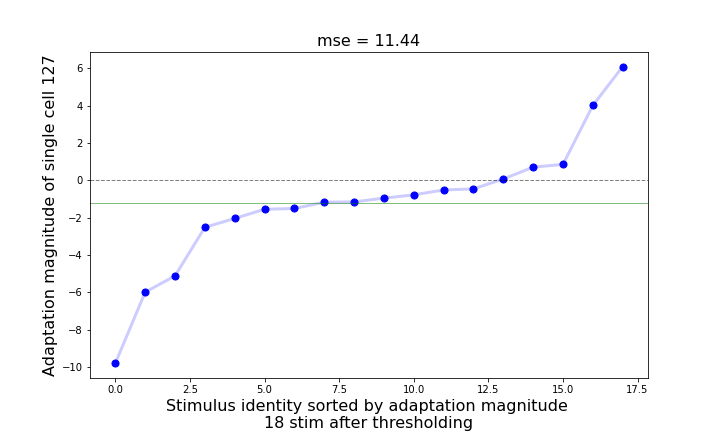 mse = 11.44
Adaptation magnitude of single cell 127
6
4
2
0
−2
−4
−6
−8
−10
0.0 2.5 5.0 7.5 10.0 12.5 15.0 17.5
Stimulus identity sorted by adaptation magnitude
18 stim after thresholding